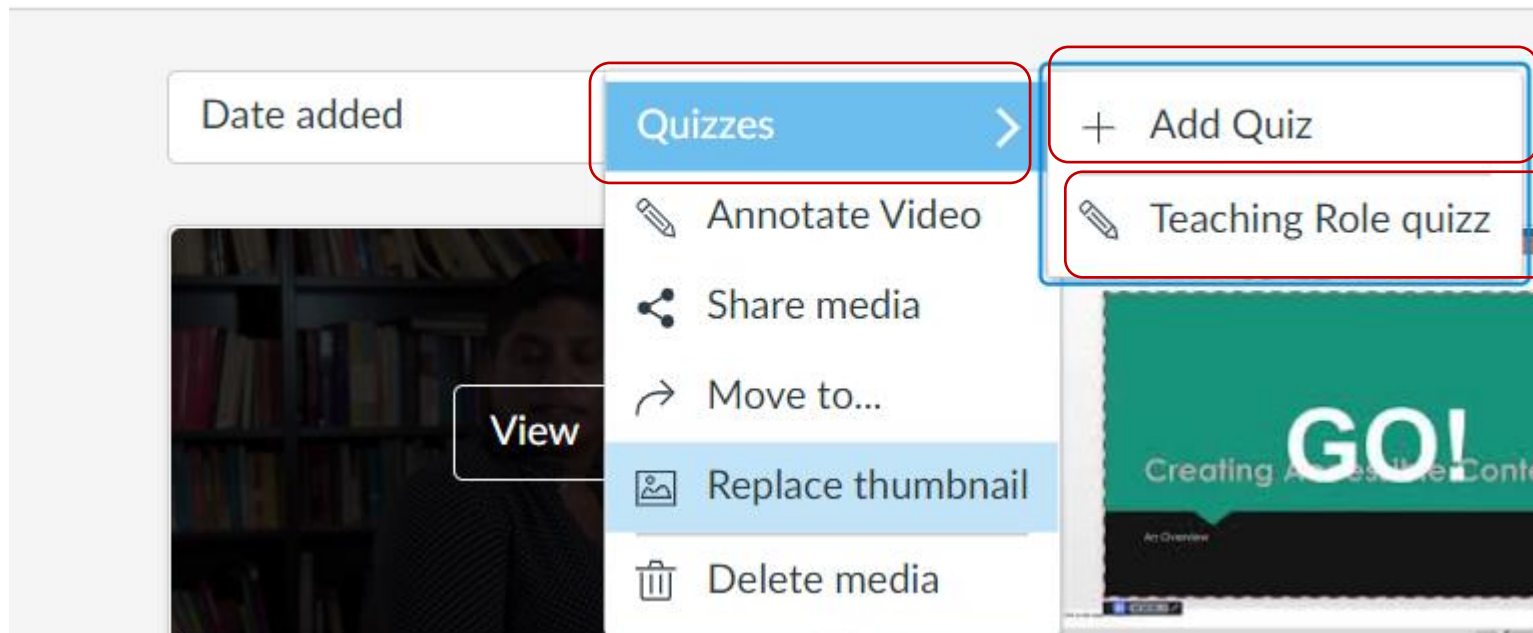 Date added
Quizzes
Annotate Video
Share media
Move to...
Replace thumbnail
Delete media
Add Quiz
Teaching Role quizz
View
GO!
Creating
An Overview